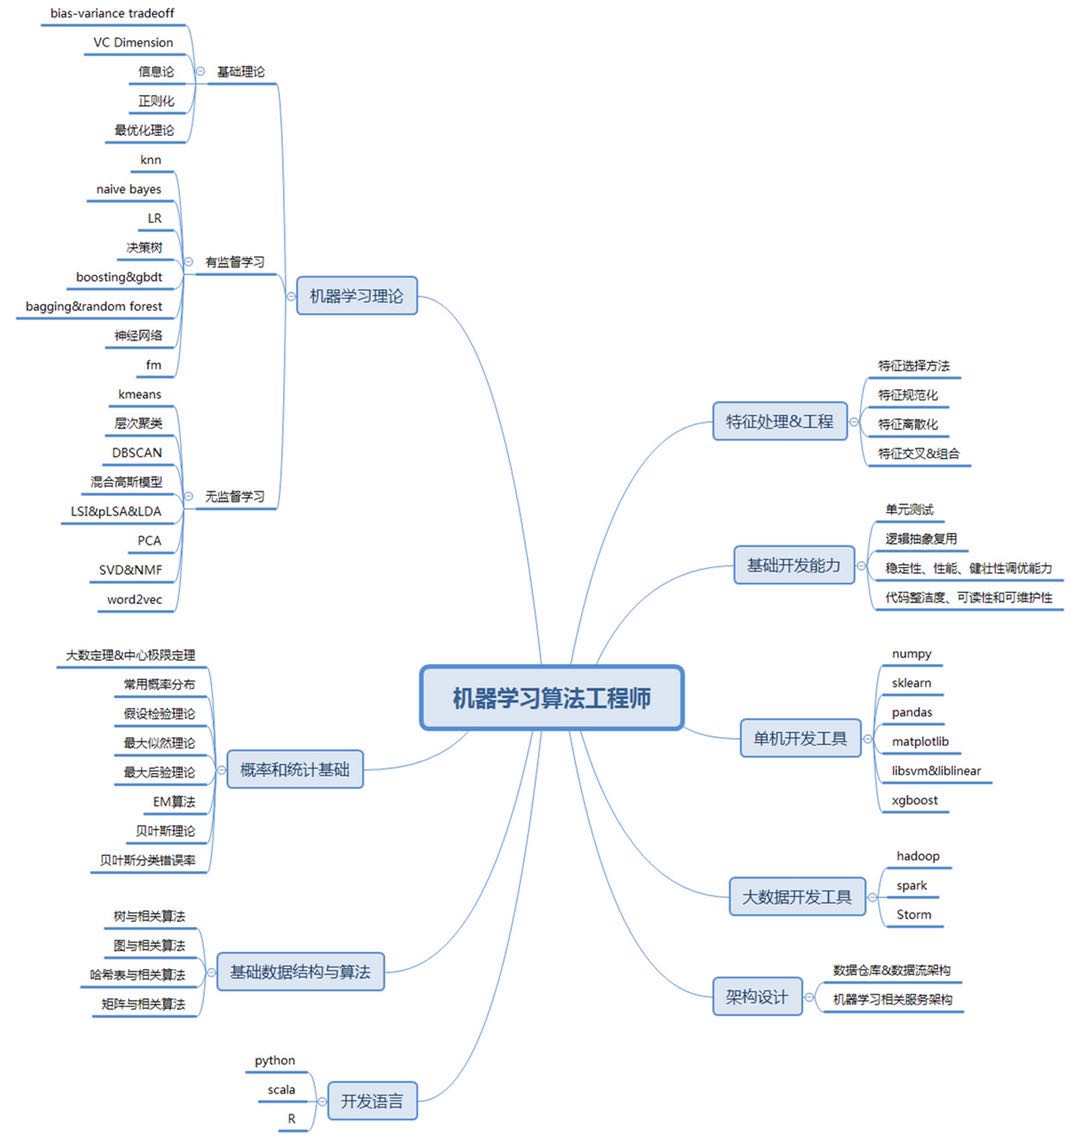 机器学习算法工程师
机器学习理论
基础理论
bias-variance tradeoff
VC Dimension
信息论
正则化
最优化理论
有监督学习
knn
naive bayes
LR
决策树
boosting&gbdt
bagging&random forest
神经网络
fm
无监督学习
kmeans
层次聚类
DBSCAN
混合高斯模型
LSI&pLSA&LDA
PCA
SVD&NMF
word2vec
概率和统计基础
大数定理&中心极限定理
常用概率分布
假设检验理论
最大似然理论
最大后验理论
EM算法
贝叶斯理论
贝叶斯分类错误率
基础数据结构与算法
树与相关算法
图与相关算法
哈希表与相关算法
矩阵与相关算法
开发语言
python
scala
R
特征处理&工程
特征选择方法
特征规范化
特征离散化
特征交叉&组合
基础开发能力
单元测试
逻辑抽象复用
稳定性、性能、健壮性调优能力
代码整洁度、可读性和可维护性
单机开发工具
numpy
sklearn
pandas
matplotlib
libsvm&liblinear
xgboost
大数据开发工具
hadoop
spark
Storm
架构设计
数据仓库&数据流架构
机器学习相关服务架构